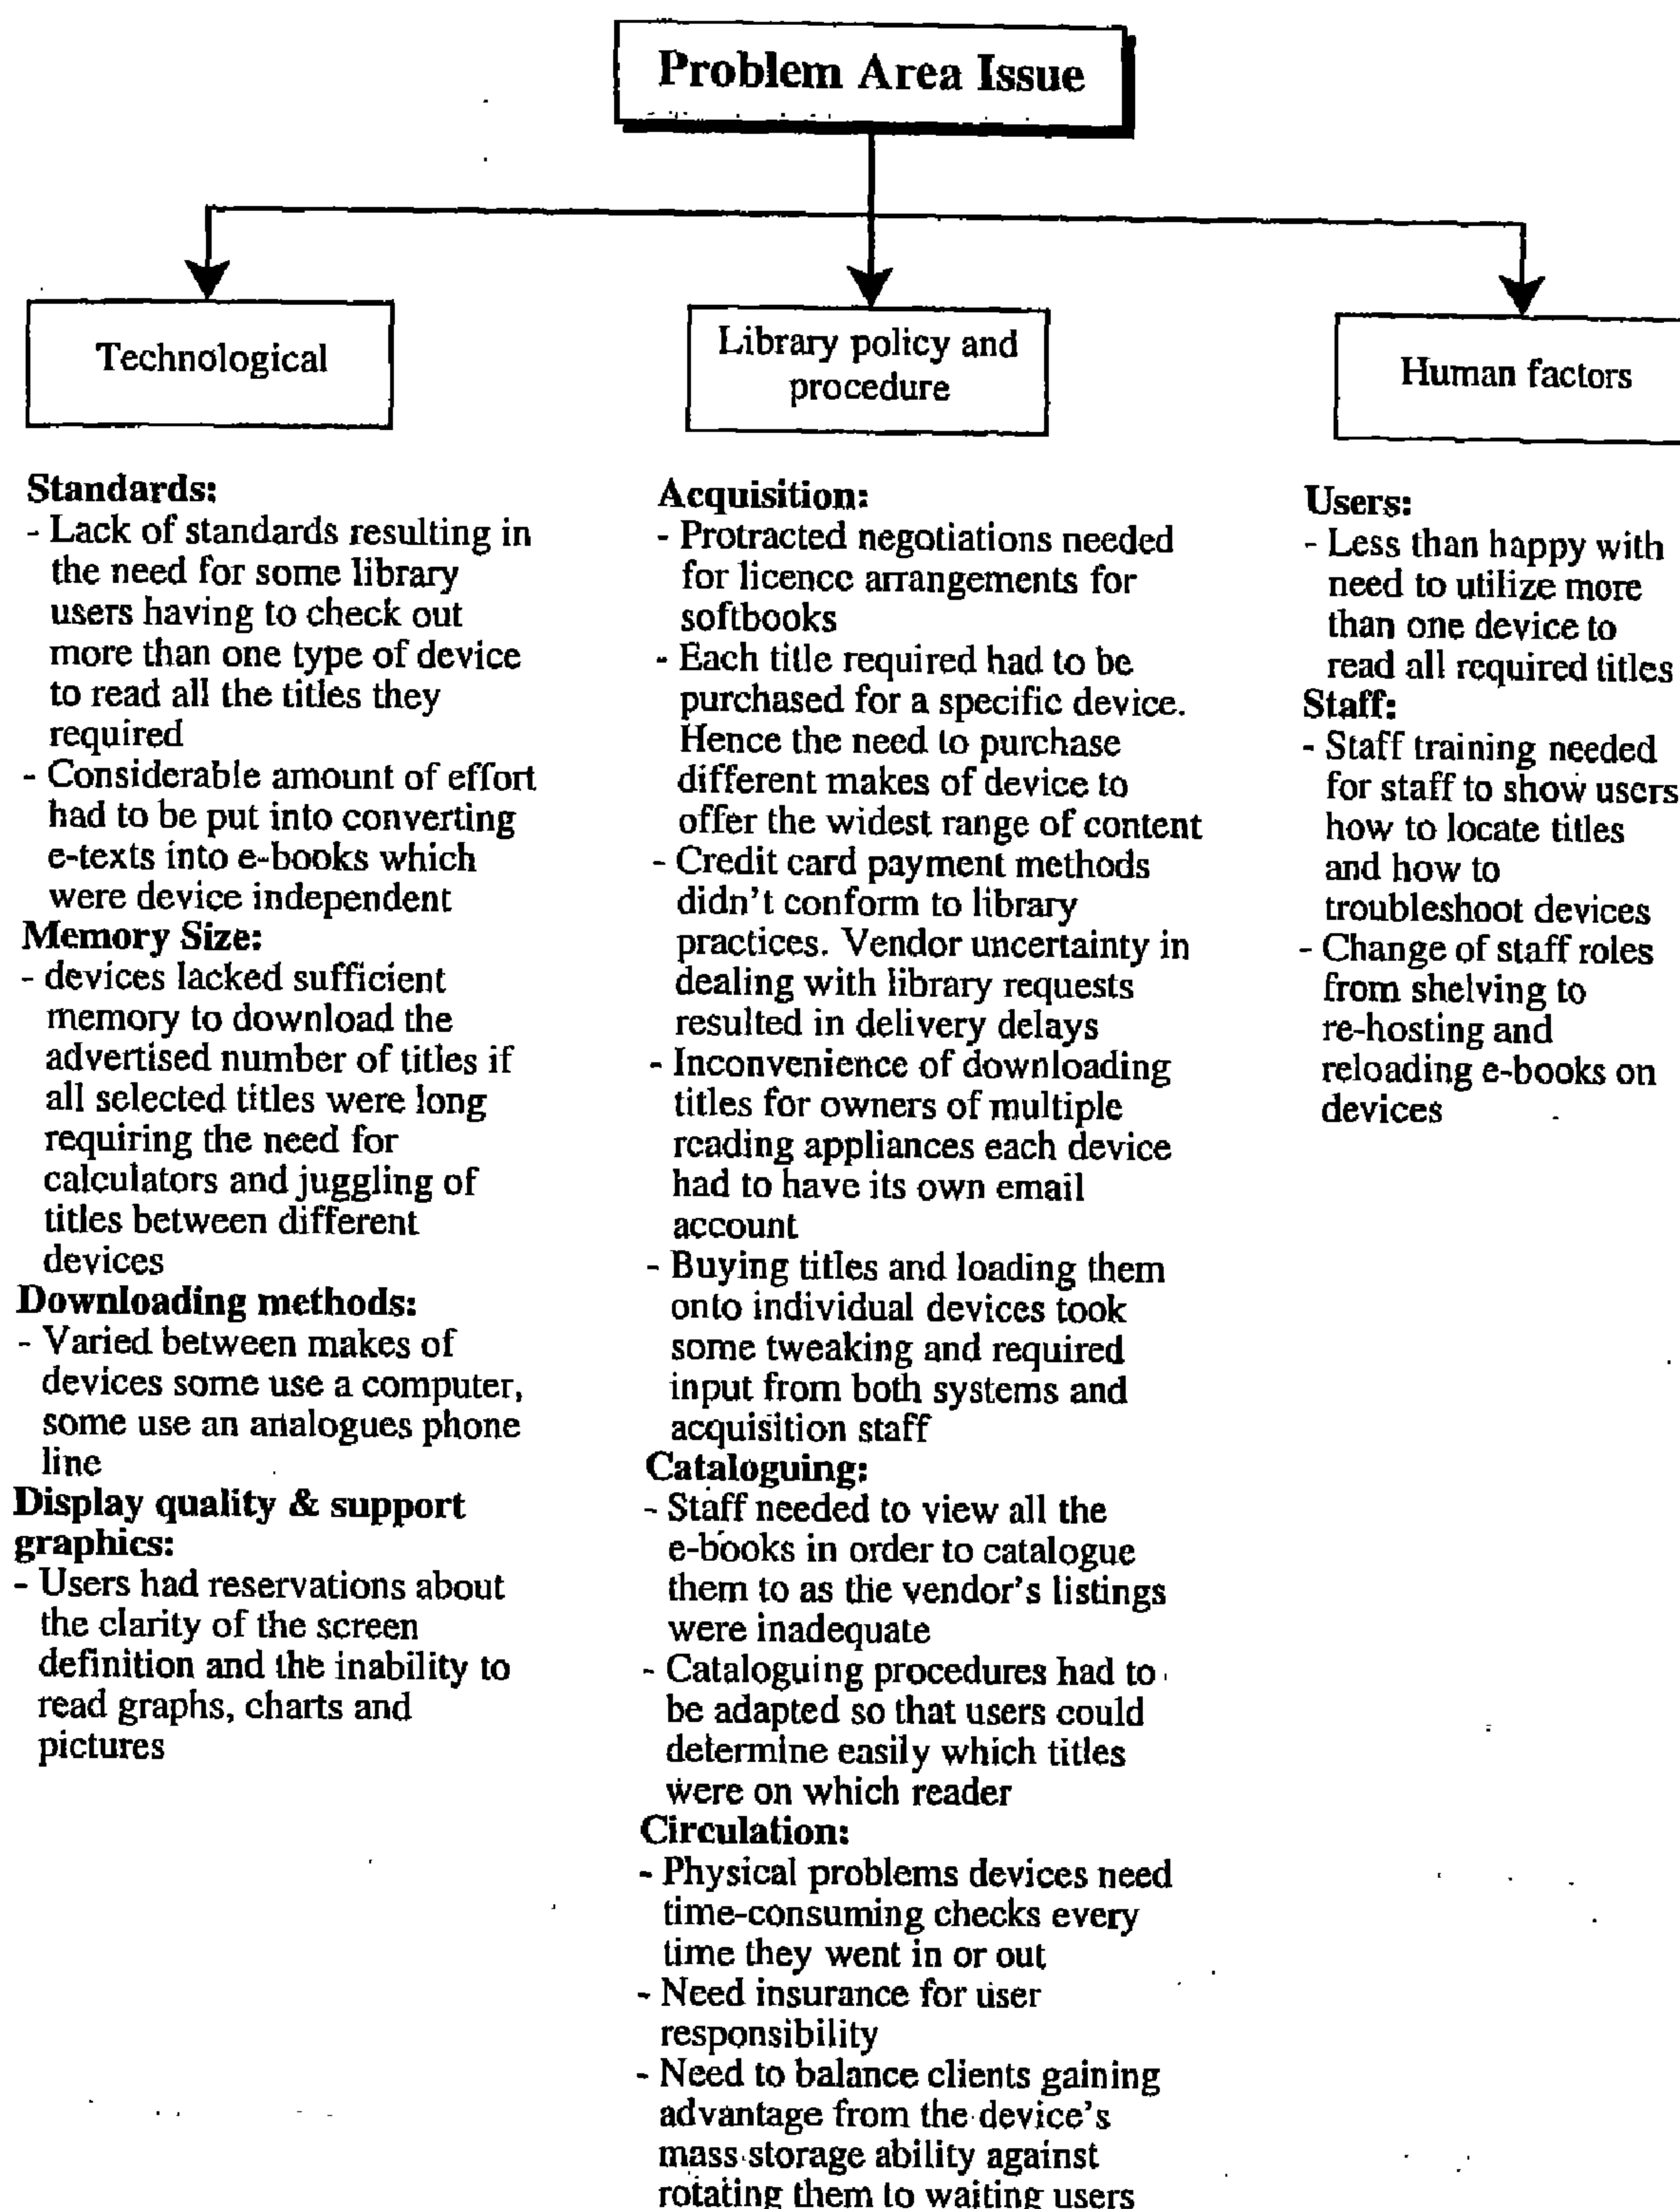 Problem Area Issue
Technological
Library policy and
procedure
Human factors
Standards:
- Lack of standards resulting in
the need for some library
users having to check out
more than one type of device
to read all the titles they
required
- Considerable amount of effort
had to be put into converting
e-texts into e-books which
were device independent
Memory Size:
- devices lacked sufficient
memory to download the
advertised number of titles if
all selected titles were long
requiring the need for
calculators and juggling of
titles between different
devices
Downloading methods:
- Varied between makes of
devices some use a computer,
some use an analogues phone
line
Display quality & support
graphics:
- Users had reservations about
the clarity of the screen
definition and the inability to
read graphs, charts and
pictures
Acquisition:
- Protracted negotiations needed
for licence arrangements for
softbooks
- Each title required had to be
purchased for a specific device.
Hence the need to purchase
different makes of device to
offer the widest range of content
- Credit card payment methods
didn't conform to library
practices. Vendor uncertainty in
dealing with library requests
resulted in delivery delays
- Inconvenience of downloading
titles for owners of multiple
reading appliances each device
had to have its own email
account
- Buying titles and loading them
onto individual devices took
some tweaking and required
input from both systems and
acquisition staff
Cataloguing:
- Staff needed to view all the
e-books in order to catalogue
them to as the vendor's listings
were inadequate
- Cataloguing procedures had to
be adapted so that users could
determine easily which titles
were on which reader
Circulation:
- Physical problems devices need
time-consuming checks every
time they went in or out
- Need insurance for user
responsibility
- Need to balance clients gaining
advantage from the device's
mass storage ability against
rotating them to waiting users
Users:
- Less than happy with
need to utilize more
than one device to
read all required titles
Staff:
- Staff training needed
for staff to show users
how to locate titles
and how to
troubleshoot devices
- Change of staff roles
from shelving to
re-hosting and
reloading e-books on
devices